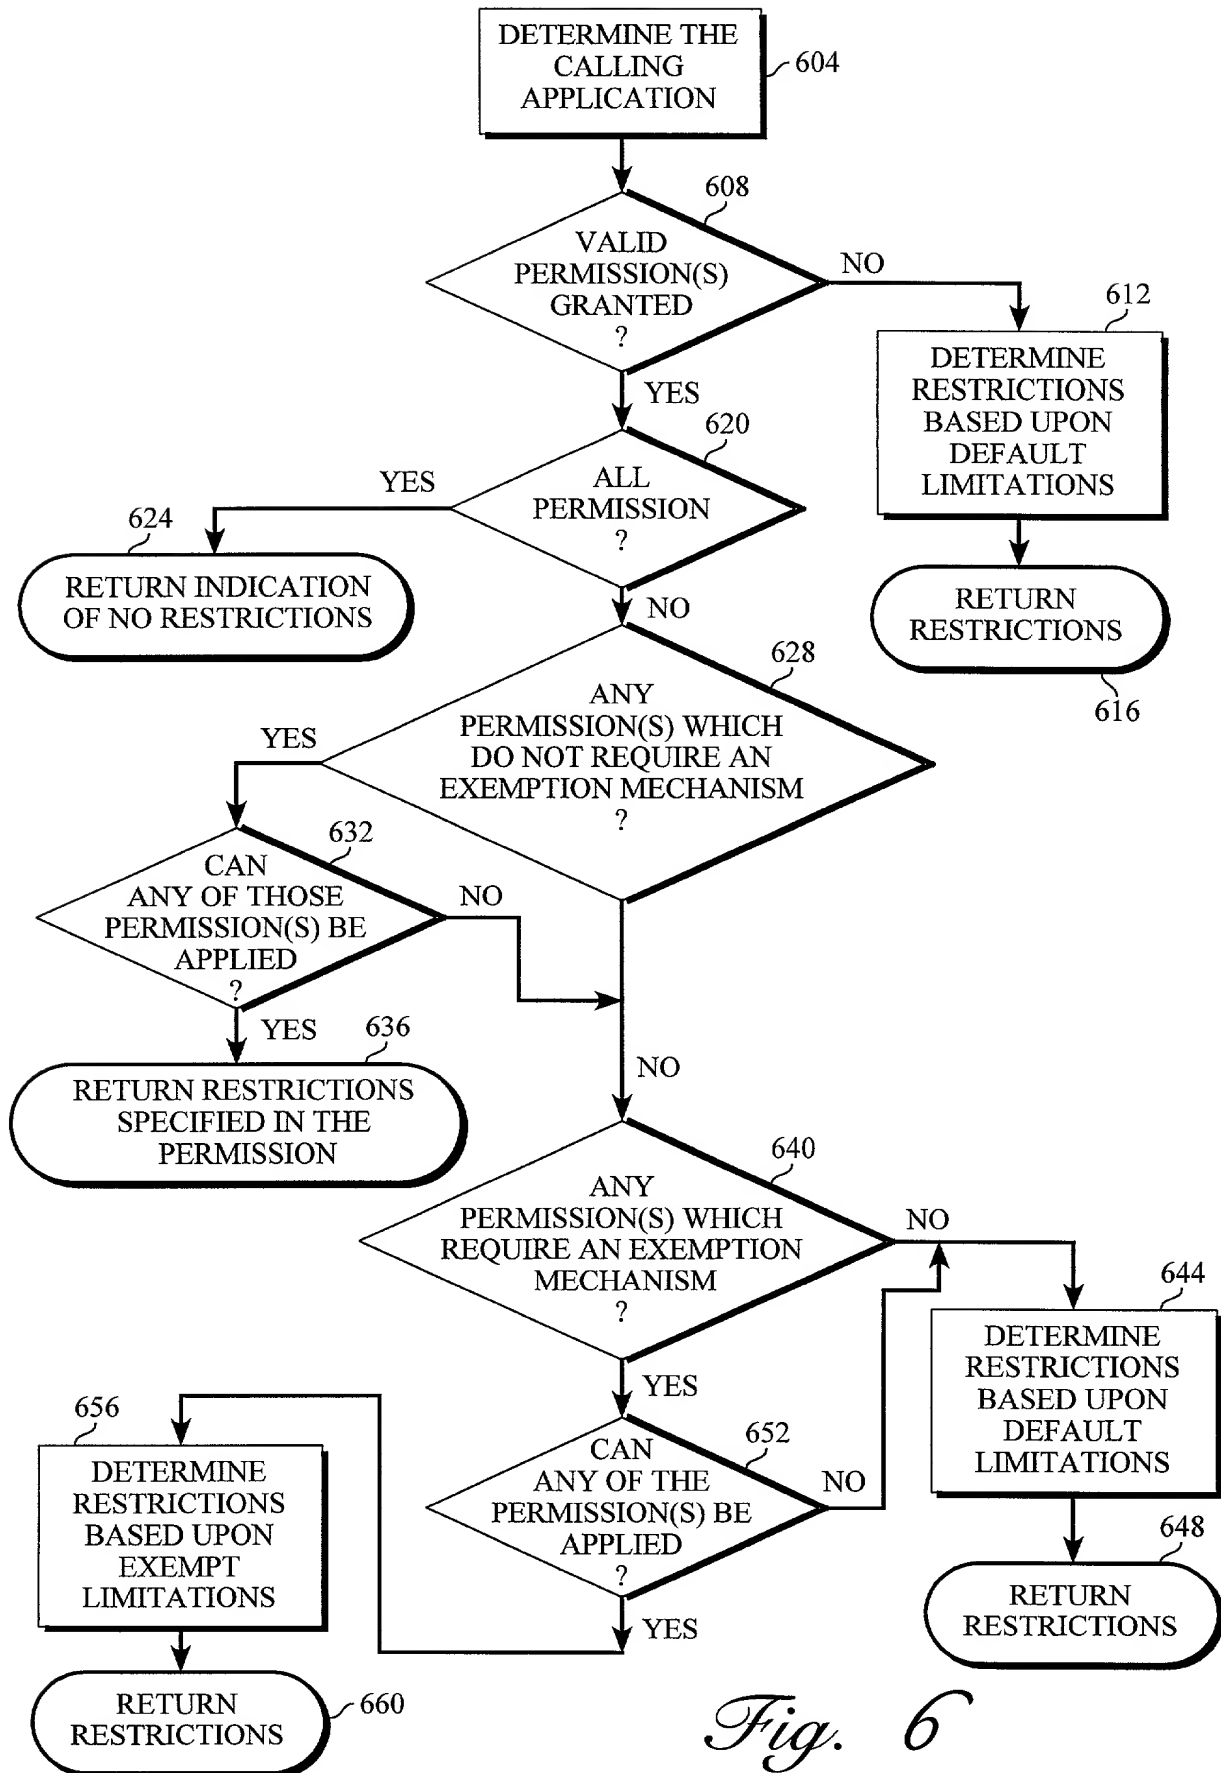 DETERMINE THE
CALLING
APPLICATION
604
608
VALID
PERMISSION(S)
GRANTED
?
NO
YES
612
DETERMINE
RESTRICTIONS
BASED UPON
DEFAULT
LIMITATIONS
620
ALL
PERMISSION
?
YES
NO
624
RETURN INDICATION
OF NO RESTRICTIONS
RETURN
RESTRICTIONS
616
628
ANY
PERMISSION(S) WHICH
DO NOT REQUIRE AN
EXEMPTION MECHANISM
?
YES
632
CAN
ANY OF THOSE
PERMISSION(S) BE
APPLIED
?
NO
YES
636
RETURN RESTRICTIONS
SPECIFIED IN THE
PERMISSION
NO
640
ANY
PERMISSION(S) WHICH
REQUIRE AN EXEMPTION
MECHANISM
?
NO
YES
644
DETERMINE
RESTRICTIONS
BASED UPON
DEFAULT
LIMITATIONS
652
CAN
ANY OF THE
PERMISSION(S) BE
APPLIED
?
NO
YES
656
DETERMINE
RESTRICTIONS
BASED UPON
EXEMPT
LIMITATIONS
648
RETURN
RESTRICTIONS
RETURN
RESTRICTIONS
660
Fig. 6